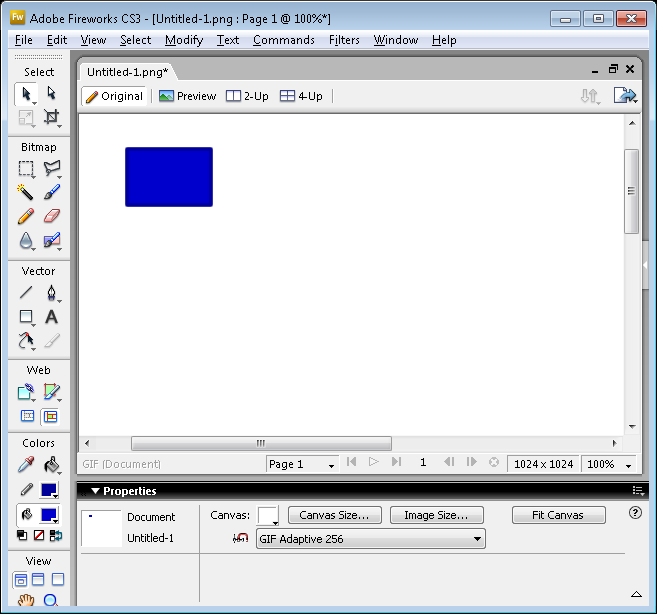 Fw Adobe Fireworks CS3 - [Untitled-1.png : Page 1 @ 100%*]
File Edit View Select Modify Text Commands Filters Window Help
Select
Untitled-1.png*
Original Preview 2-Up 4-Up
Bitmap
Vector
A
Web
Colors
GIF (Document) Page 1 1 1024 x 1024 100%
Properties
Document Canvas: Canvas Size... Image Size... Fit Canvas ?
Untitled-1 GIF Adaptive 256
View